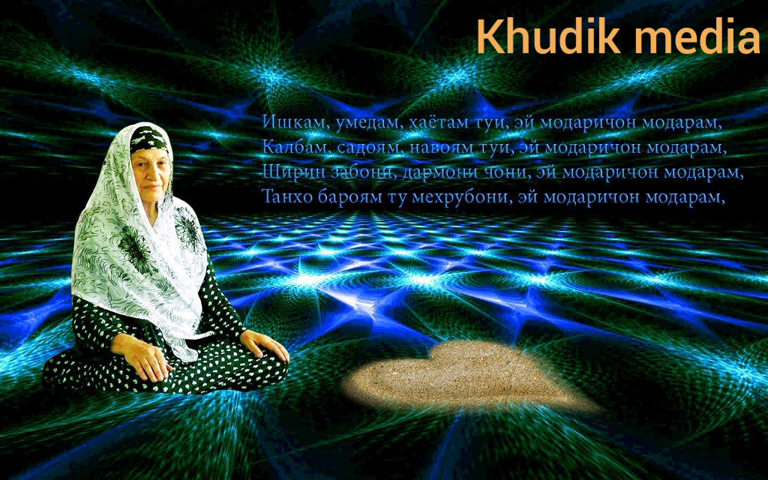 Khudik media
Ишкам, умедам, хаётам туи, эй модаричон модарам,
Калбам, садоям, навоям туи, эй модаричон модарам,
Ширин забони, дармони чони, эй модаричон модарам,
Танхо бароям ту мехрубони, эй модаричон модарам,